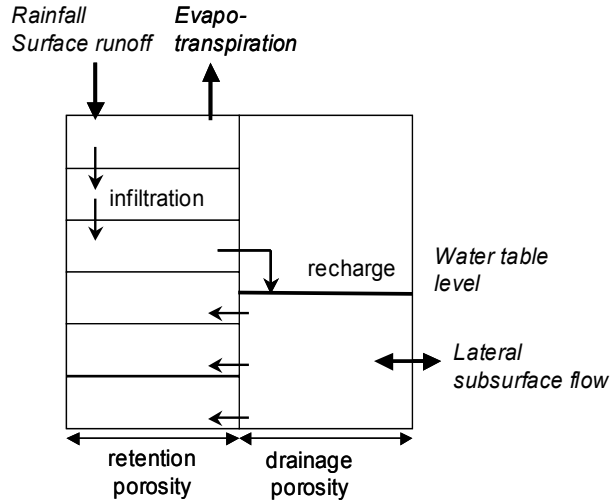 Rainfall
Surface runoff
Evapo-
transpiration
infiltration
recharge
Water table
level
Lateral
subsurface flow
retention
porosity
drainage
porosity